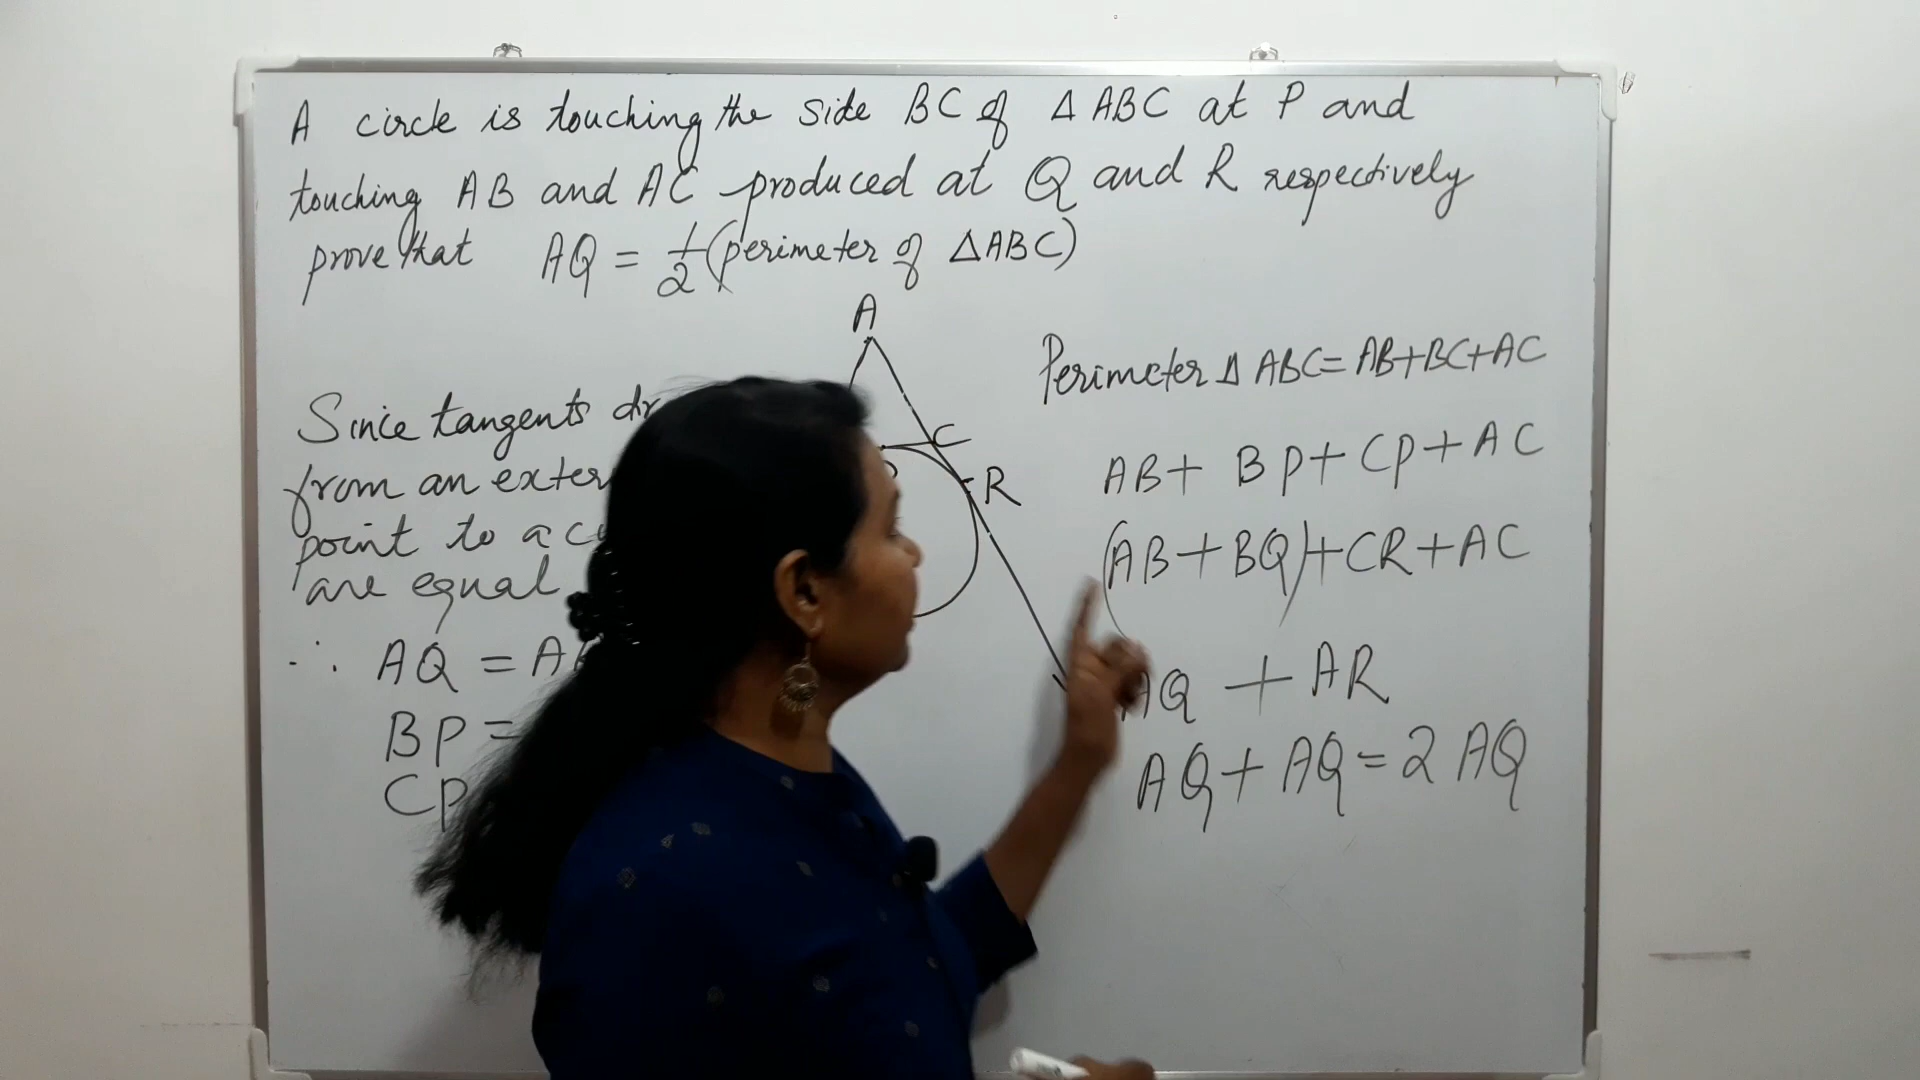 A circle is touching the side BC of Δ ABC at P and
touching AB and AC produced at Q and R respectively
prove that AQ = 1/2 (perimeter of ΔABC)
A
Since tangents
from an
point to a
are equal
∴ AQ =
BP =
CP
C
R
Perimeter Δ ABC = AB+BC+AC
AB+ BP+CP+AC
(AB+BQ)+CR+AC
AQ + AR
AQ+AQ=2 AQ